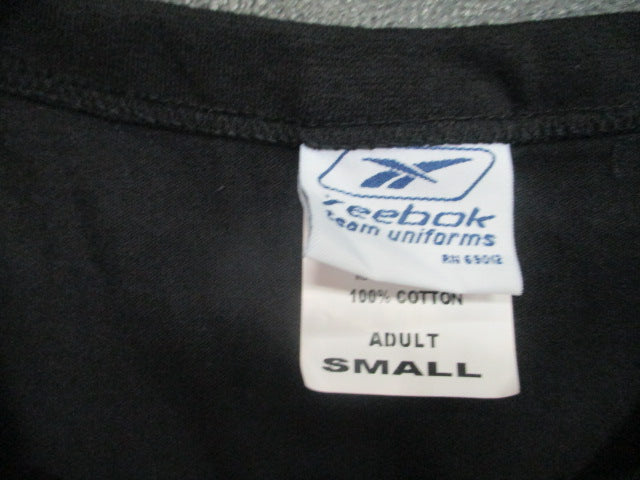 Reebok
team uniforms
RN 69012
100% COTTON
ADULT
SMALL